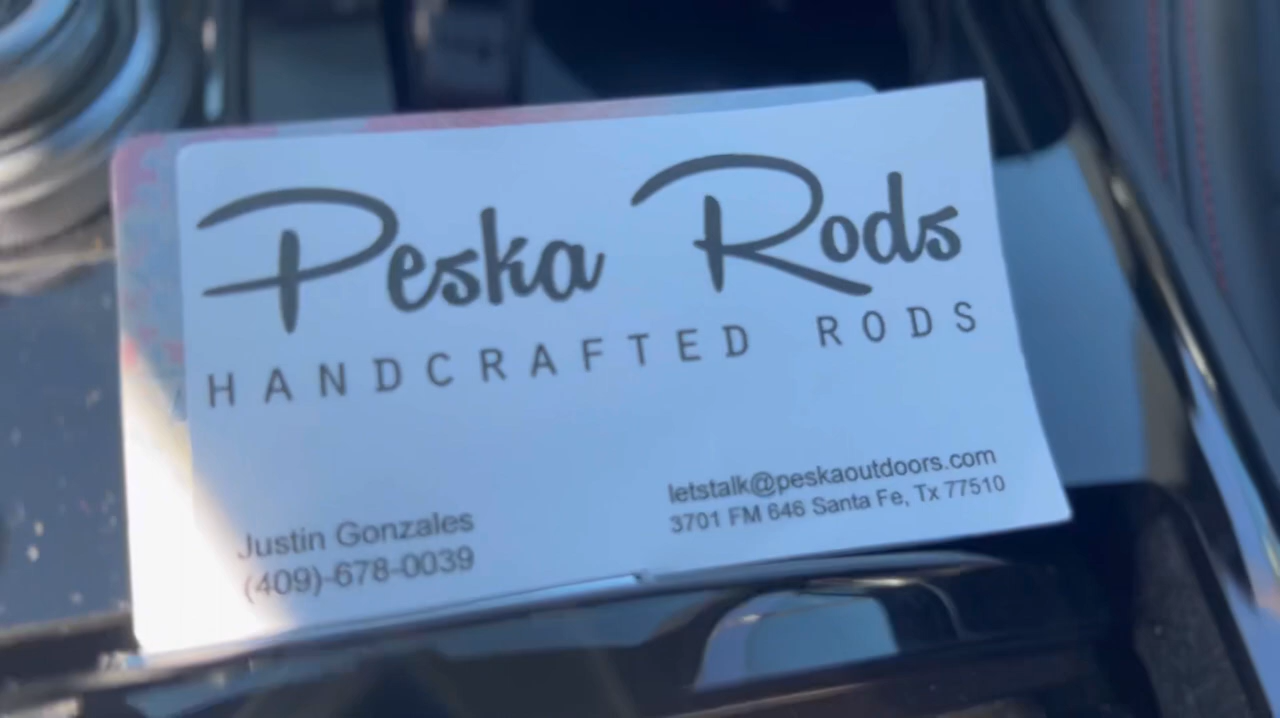 Peska Rods
HANDCRAFTED RODS
Justin Gonzales
(409)-678-0039
letstalk@peskaoutdoors.com
3701 FM 646 Santa Fe, Tx 77510